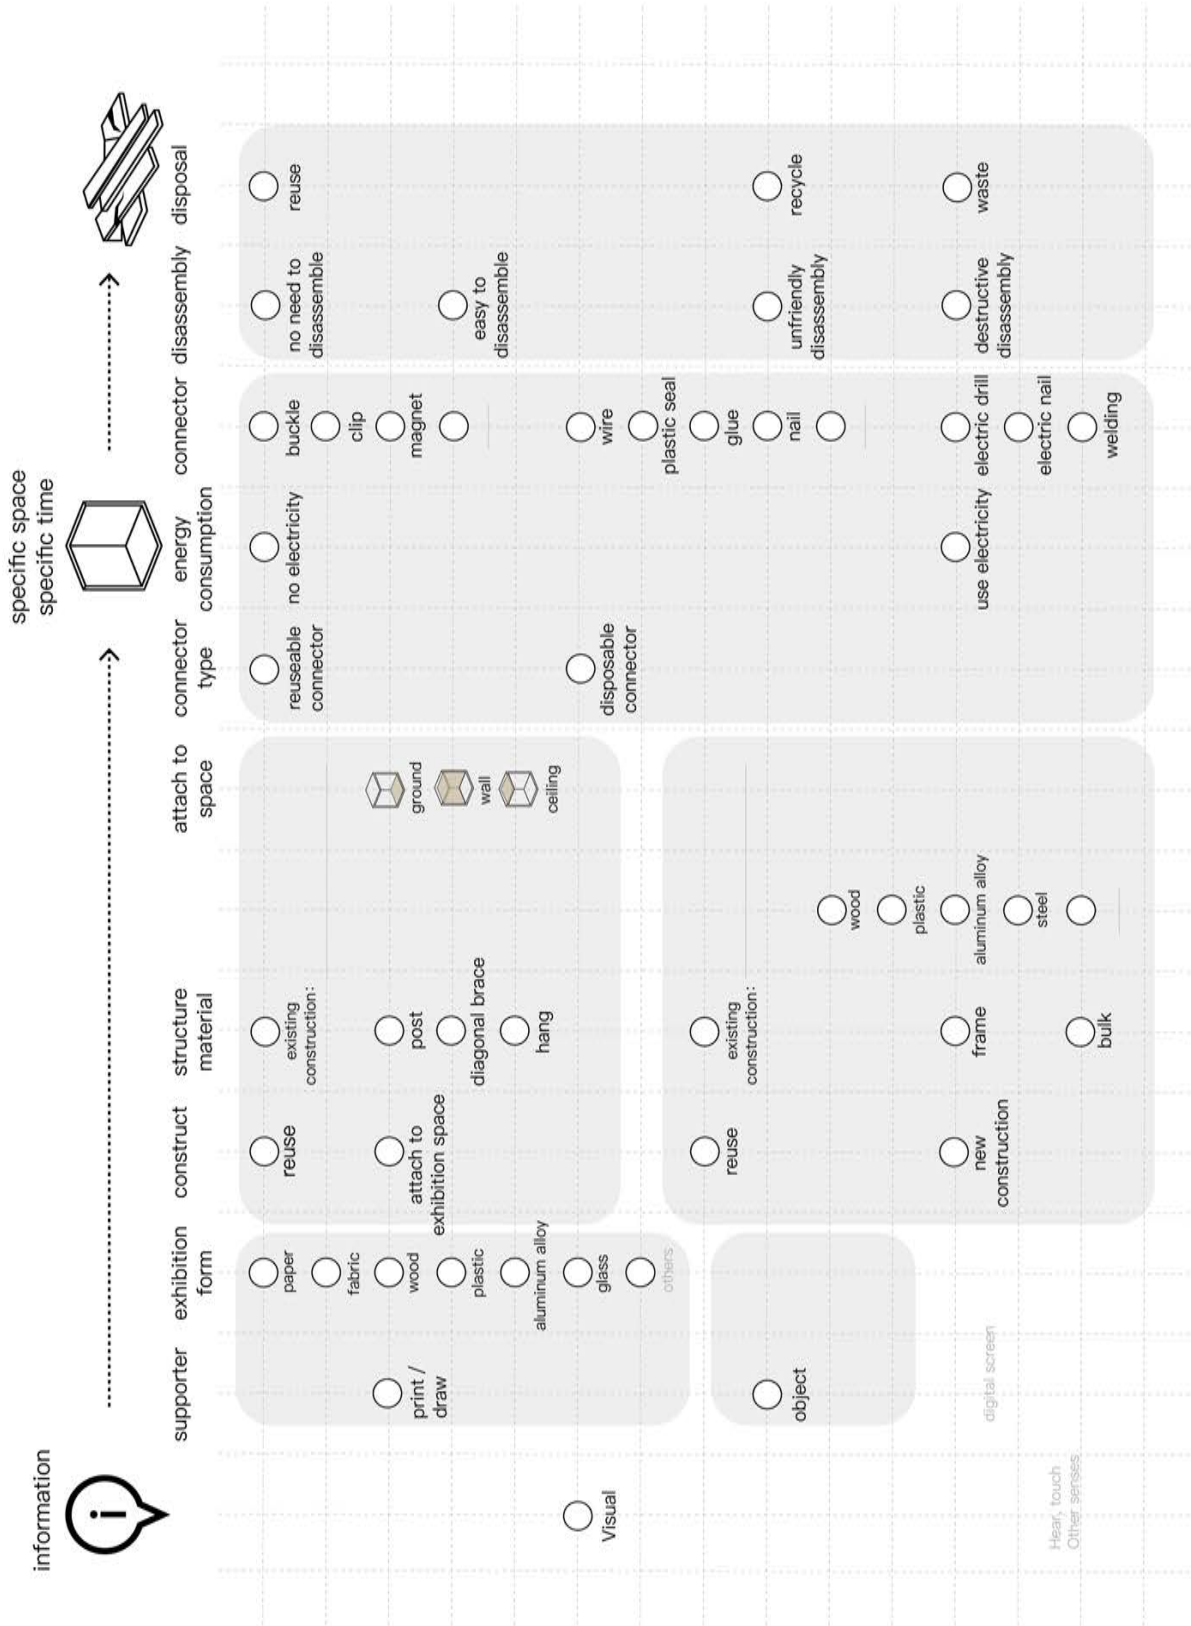 information
specific space
specific time
supporter
exhibition
form
construct
structure
material
attach to
space
connector
type
energy
consumption
connector
disassembly
disposal
Visual
Hear, touch
Other senses
print /
draw
object
digital screen
paper
fabric
wood
plastic
aluminum alloy
glass
others
reuse
attach to
exhibition space
reuse
new
construction
existing
construction:
post
diagonal brace
hang
existing
construction:
frame
bulk
wood
plastic
aluminum alloy
steel
ground
wall
ceiling
reuseable
connector
disposable
connector
no electricity
use electricity
buckle
clip
magnet
wire
plastic seal
glue
nail
electric drill
electric nail
welding
no need to
disassemble
easy to
disassemble
unfriendly
disassembly
destructive
disassembly
reuse
recycle
waste